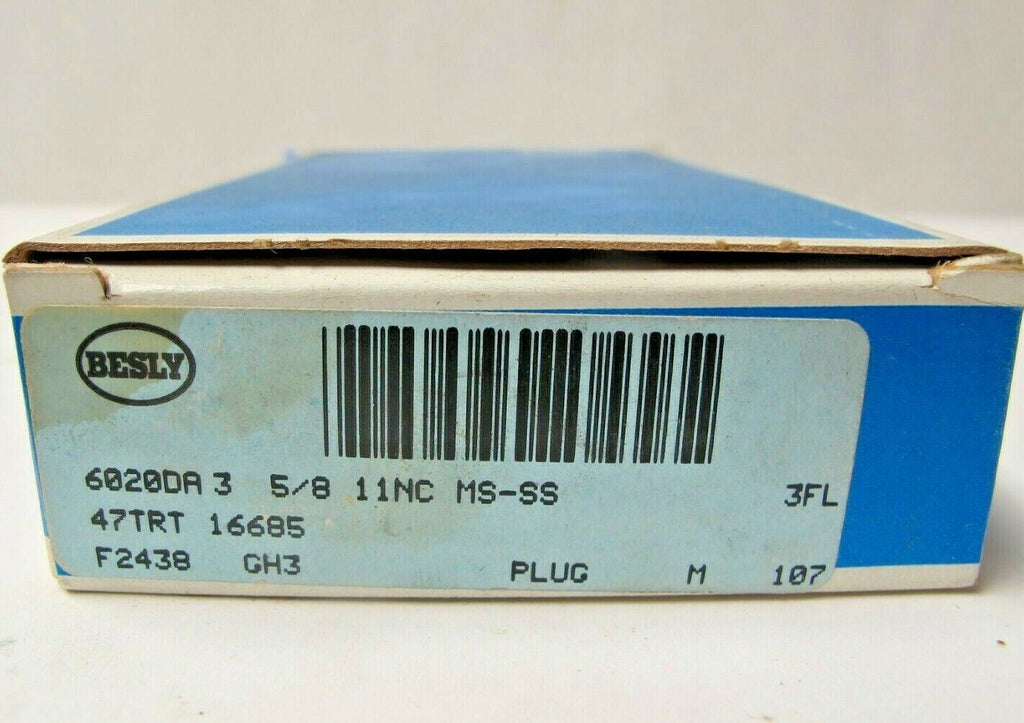 BESLY
6020DA 3 5/8 11NC MS-SS 3FL
47TRT 16685
F2438 GH3 PLUG M 107